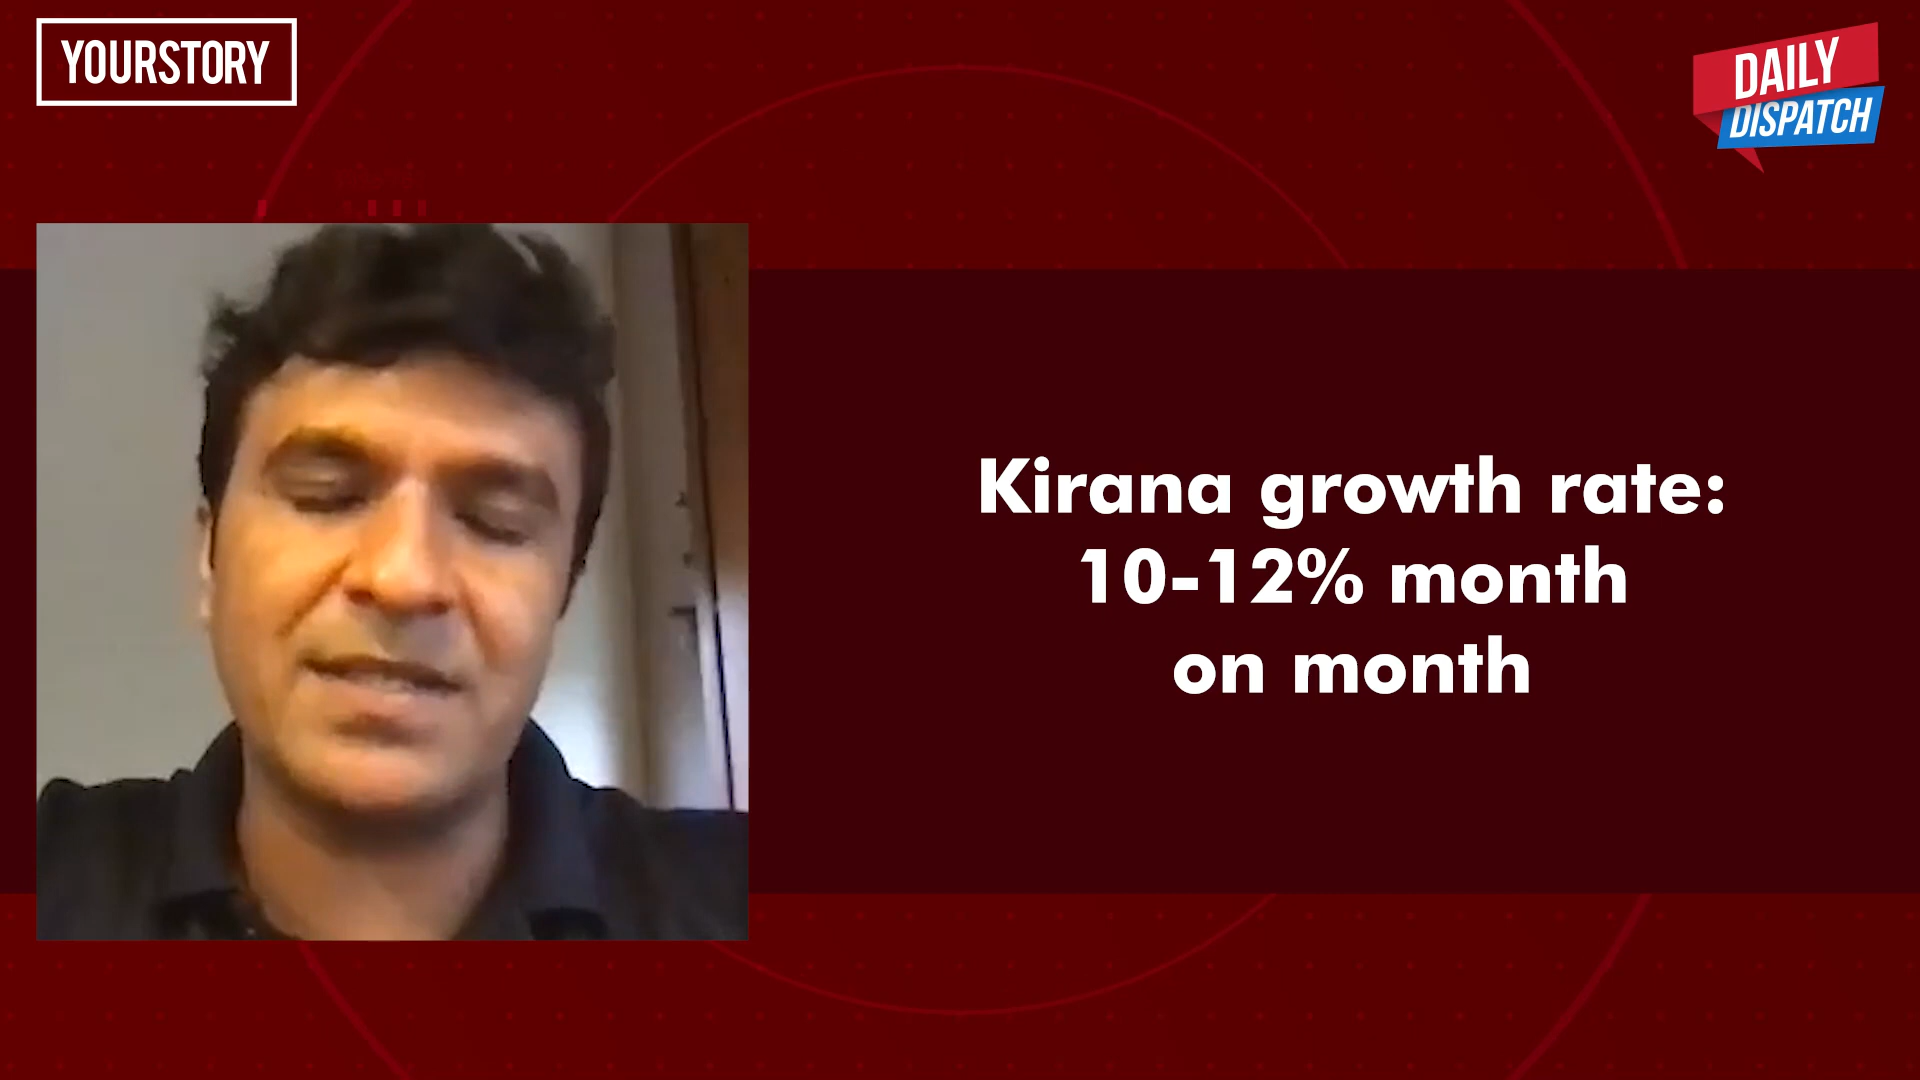 YOURSTORY
DAILY
DISPATCH
Kirana growth rate:
10-12% month
on month